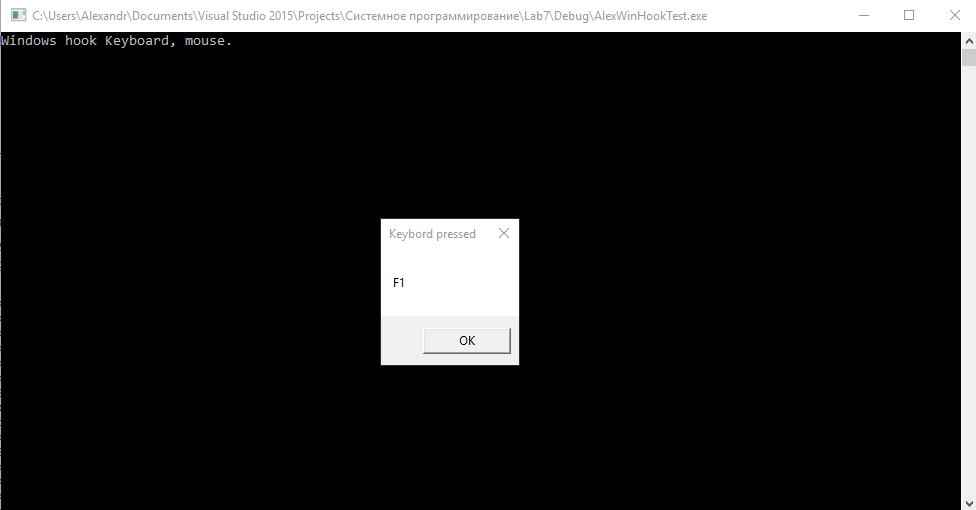 C:\Users\Alexandr\Documents\Visual Studio 2015\Projects\Системное программирование\Lab7\Debug\AlexWinHookTest.exe
Windows hook Keyboard, mouse.
Keybord pressed
F1
OK